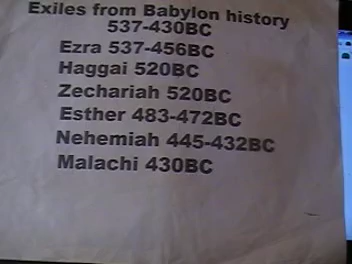 Exiles from Babylon history
537-430BC
Ezra 537-456BC
Haggai 520BC
Zechariah 520BC
Esther 483-472BC
Nehemiah 445-432BC
Malachi 430BC